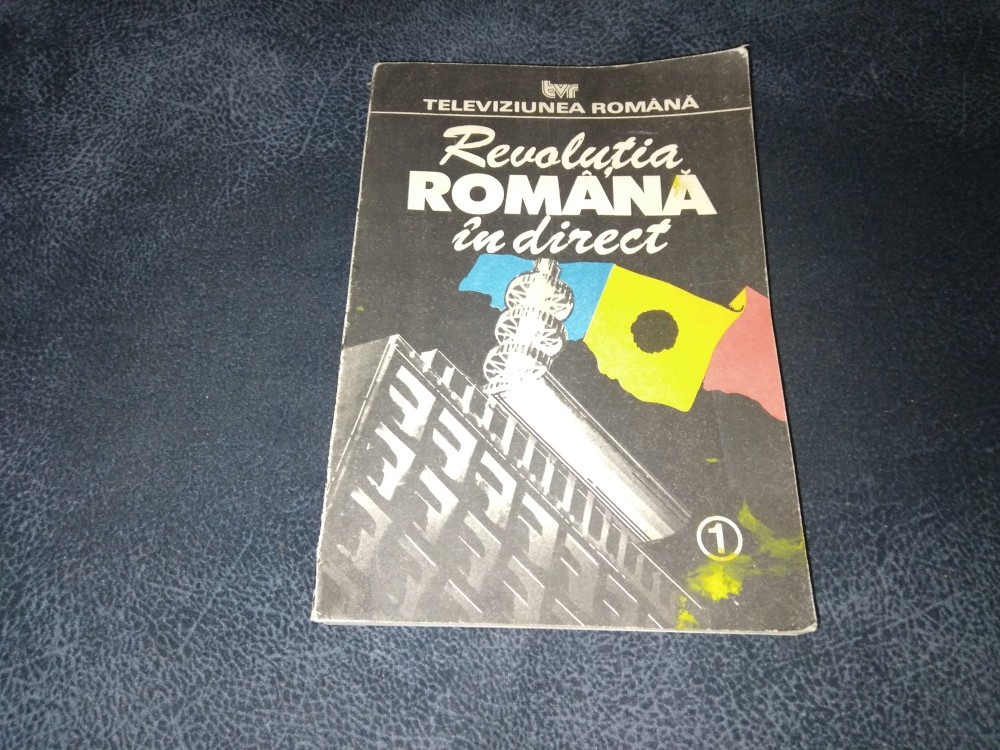 tvr
TELEVIZIUNEA ROMÂNĂ
Revoluția
ROMÂNĂ
în direct
1